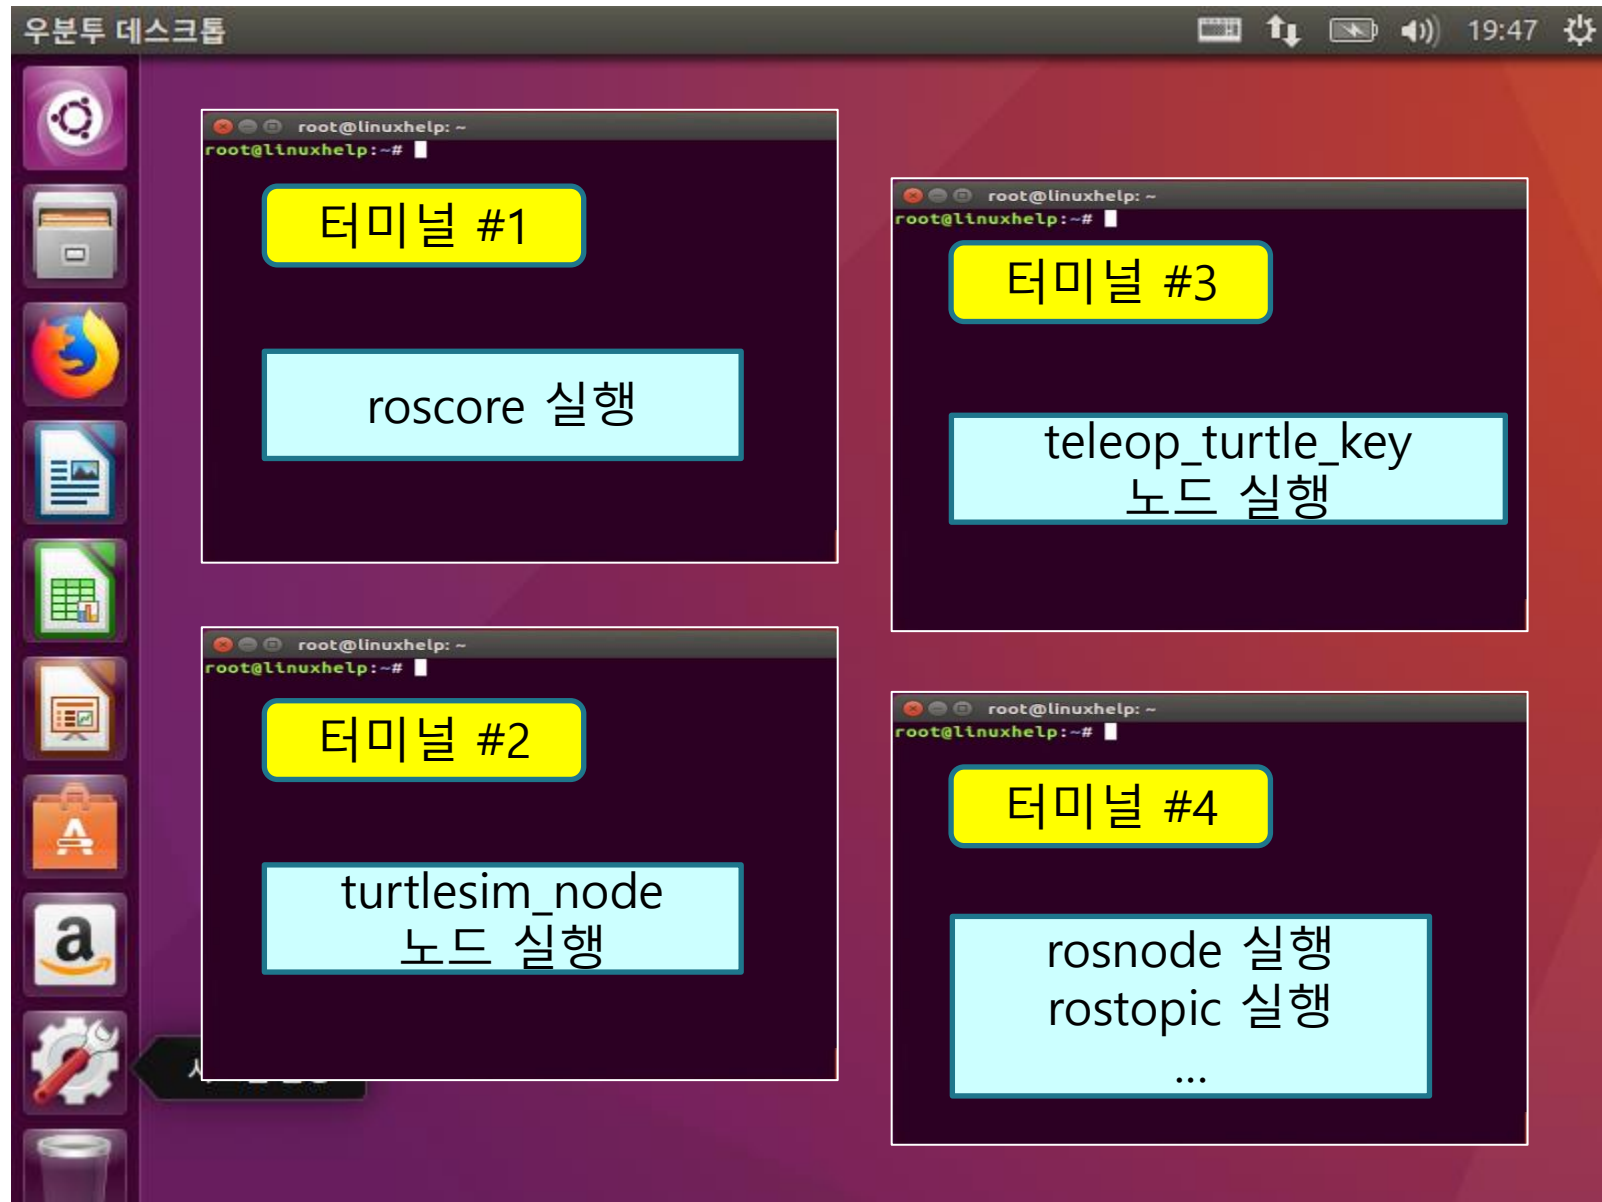 우분투 데스크톱
19:47
root@linuxhelp: ~
root@linuxhelp:~#
터미널 #1
roscore 실행
root@linuxhelp: ~
root@linuxhelp:~#
터미널 #2
turtlesim_node
노드 실행
root@linuxhelp: ~
root@linuxhelp:~#
터미널 #3
teleop_turtle_key
노드 실행
root@linuxhelp: ~
root@linuxhelp:~#
터미널 #4
rosnode 실행
rostopic 실행
...